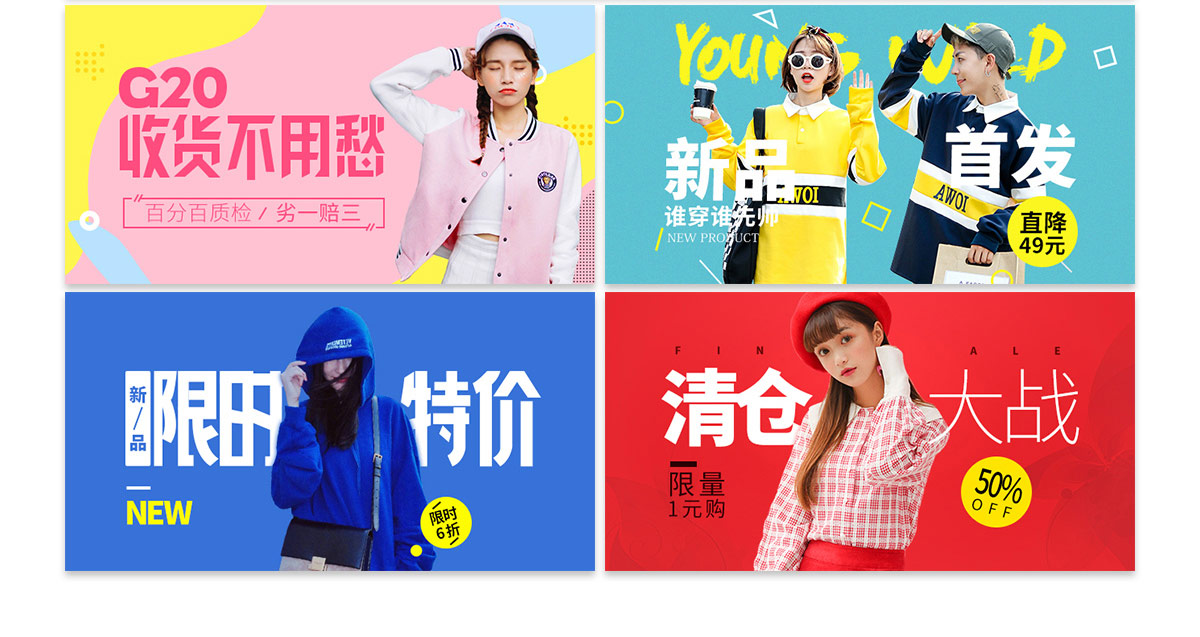 G20
收货不用愁
百分百质检 / 劣一赔三
YOUNG WORLD
新品 首发
谁穿谁先帅
NEW PRODUCT
AWOI
AWOI
直降
49元
新品
限时 特价
NEW
限时
6折
FIN ALE
清仓 大战
限量
1元购
50%
OFF